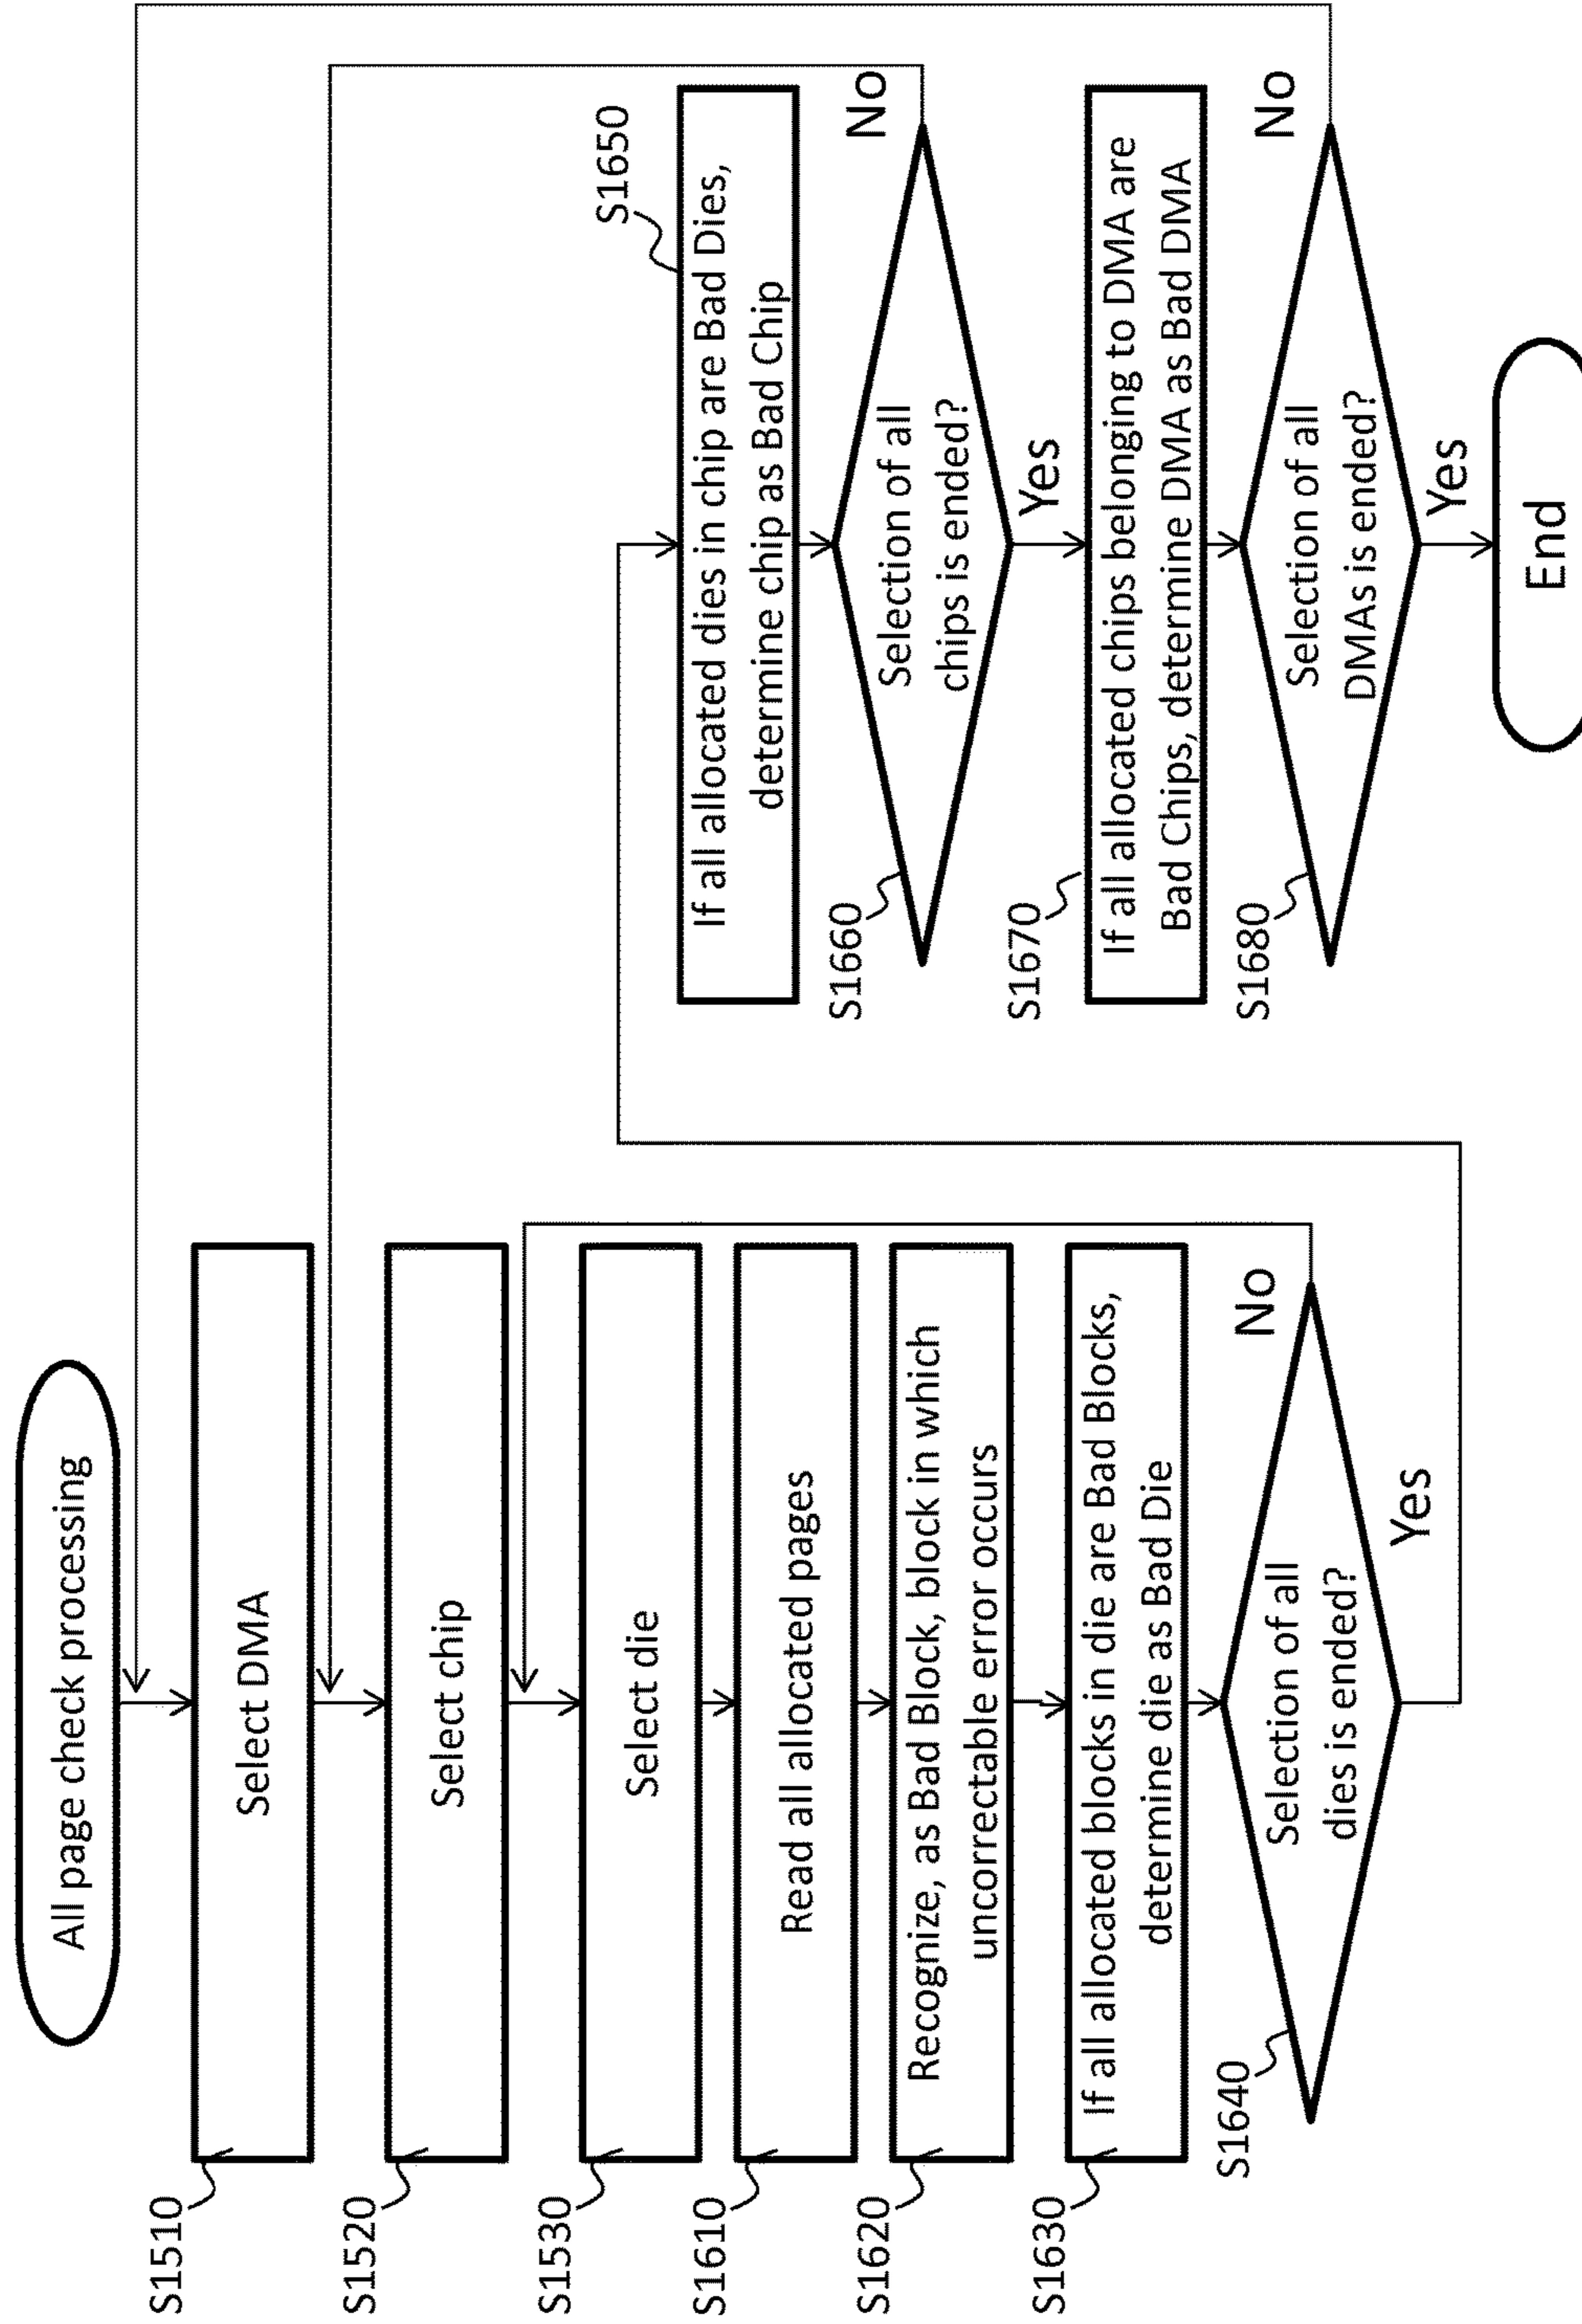 All page check processing
S1510
Select DMA
S1520
Select chip
S1530
Select die
S1610
Read all allocated pages
S1620
Recognize, as Bad Block, block in which
uncorrectable error occurs
S1630
If all allocated blocks in die are Bad Blocks,
determine die as Bad Die
S1640
Selection of all
dies is ended?
No
Yes
S1650
If all allocated dies in chip are Bad Dies,
determine chip as Bad Chip
S1660
Selection of all
chips is ended?
No
Yes
S1670
If all allocated chips belonging to DMA are
Bad Chips, determine DMA as Bad DMA
S1680
Selection of all
DMAs is ended?
No
Yes
End